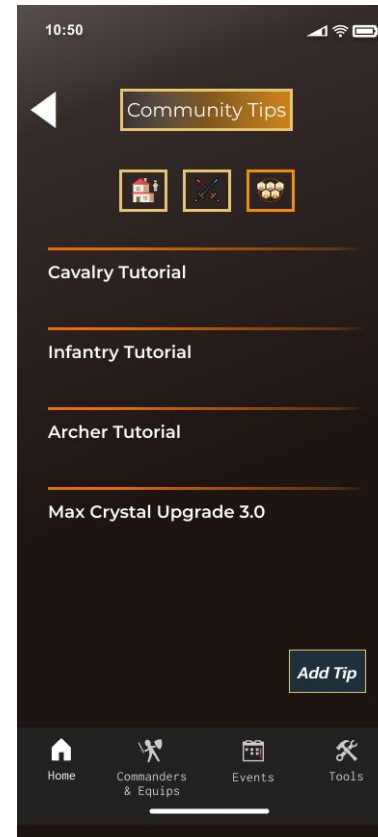 10:50
Community Tips
Cavalry Tutorial
Infantry Tutorial
Archer Tutorial
Max Crystal Upgrade 3.0
Add Tip
Home
Commanders
& Equips
Events
Tools